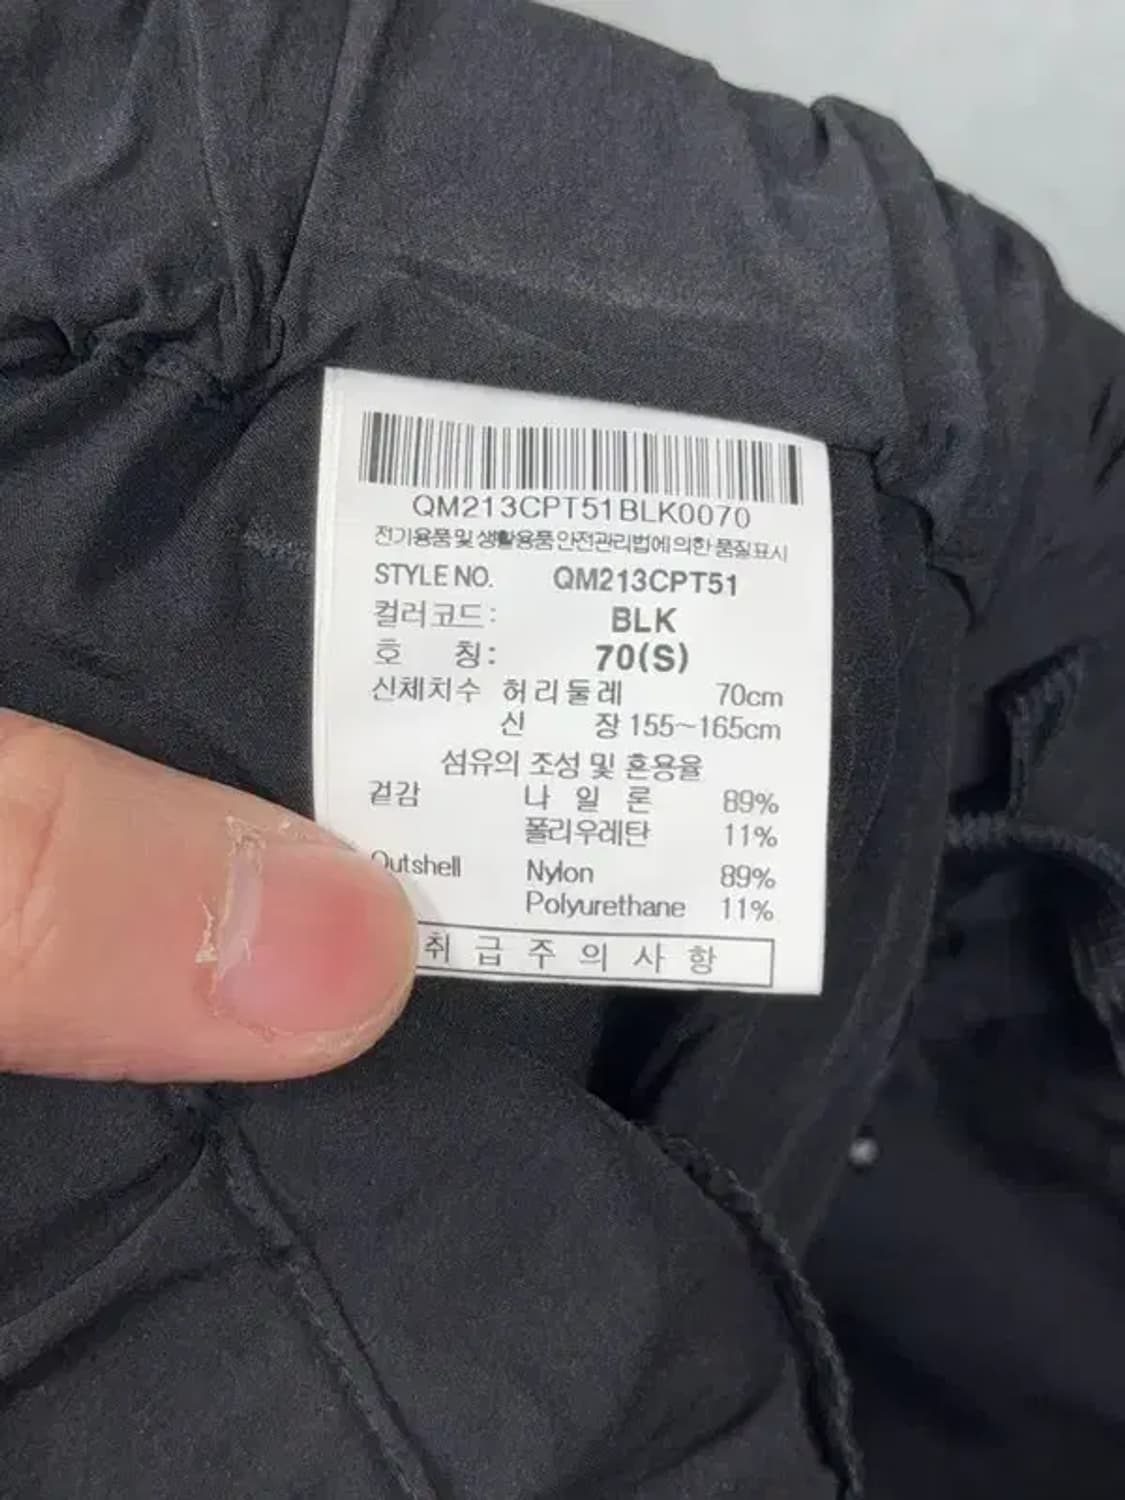 QM213CPT51BLK0070
전기용품 및 생활용품 안전관리법에 의한 품질표시
STYLE NO. QM213CPT51
컬러코드: BLK
호 칭: 70(S)
신체치수 허리둘레 70cm
신 장 155~165cm
섬유의 조성 및 혼용율
겉감 나 일 론 89%
폴리우레탄 11%
Outshell Nylon 89%
Polyurethane 11%
취 급 주 의 사 항